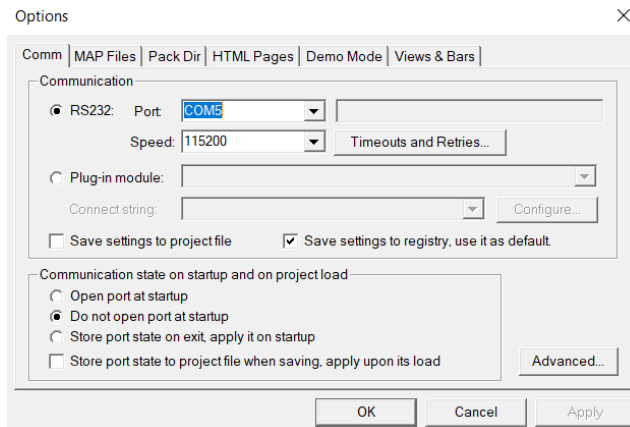 Options
Comm MAP Files Pack Dir HTML Pages Demo Mode Views & Bars
Communication
RS232: Port: COM5
Speed: 115200 Timeouts and Retries...
Plug-in module:
Connect string: Configure...
Save settings to project file Save settings to registry, use it as default.
Communication state on startup and on project load
Open port at startup
Do not open port at startup
Store port state on exit, apply it on startup
Store port state to project file when saving, apply upon its load Advanced...
OK Cancel Apply